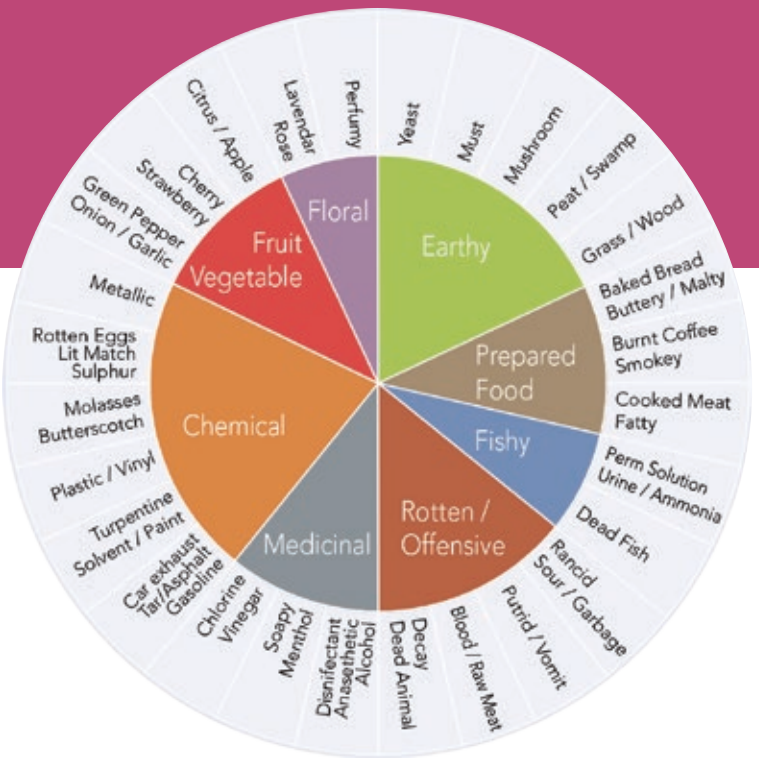 Floral
Perfumy
Lavendar
Rose
Earthy
Yeast
Must
Mushroom
Peat / Swamp
Grass / Wood
Prepared
Food
Baked Bread
Buttery / Malty
Burnt Coffee
Smokey
Cooked Meat
Fatty
Fishy
Perm Solution
Urine / Ammonia
Dead Fish
Rotten /
Offensive
Rancid
Sour / Garbage
Putrid / Vomit
Blood / Raw Meat
Decay
Dead Animal
Medicinal
Disnifectant
Anasethetic
Alcohol
Soapy
Menthol
Chlorine
Vinegar
Chemical
Car exhaust
Tar/Asphalt
Gasoline
Turpentine
Solvent / Paint
Plastic / Vinyl
Molasses
Butterscotch
Rotten Eggs
Lit Match
Sulphur
Metallic
Fruit
Vegetable
Green Pepper
Onion / Garlic
Cherry
Strawberry
Citrus / Apple